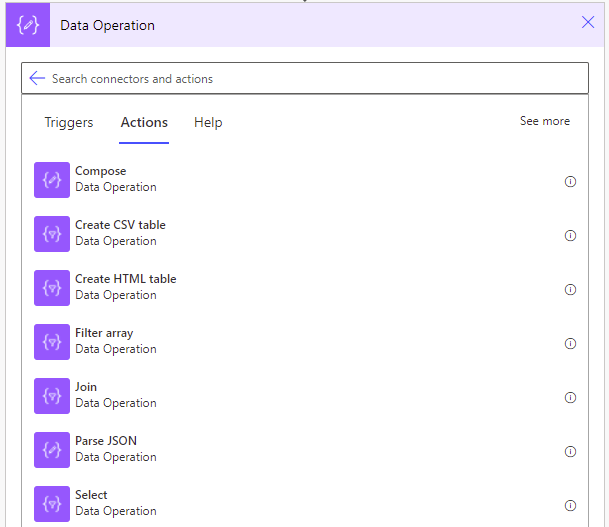 Data Operation
Search connectors and actions
Triggers Actions Help See more
Compose
Data Operation
Create CSV table
Data Operation
Create HTML table
Data Operation
Filter array
Data Operation
Join
Data Operation
Parse JSON
Data Operation
Select
Data Operation